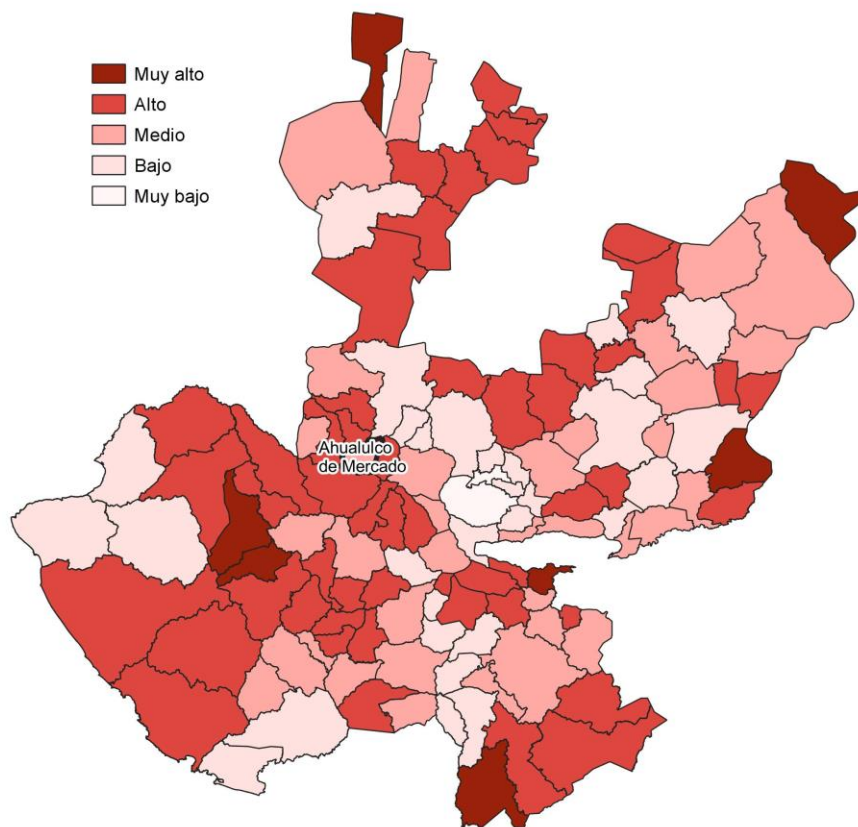 Muy alto
Alto
Medio
Bajo
Muy bajo
Ahualulco
de Mercado